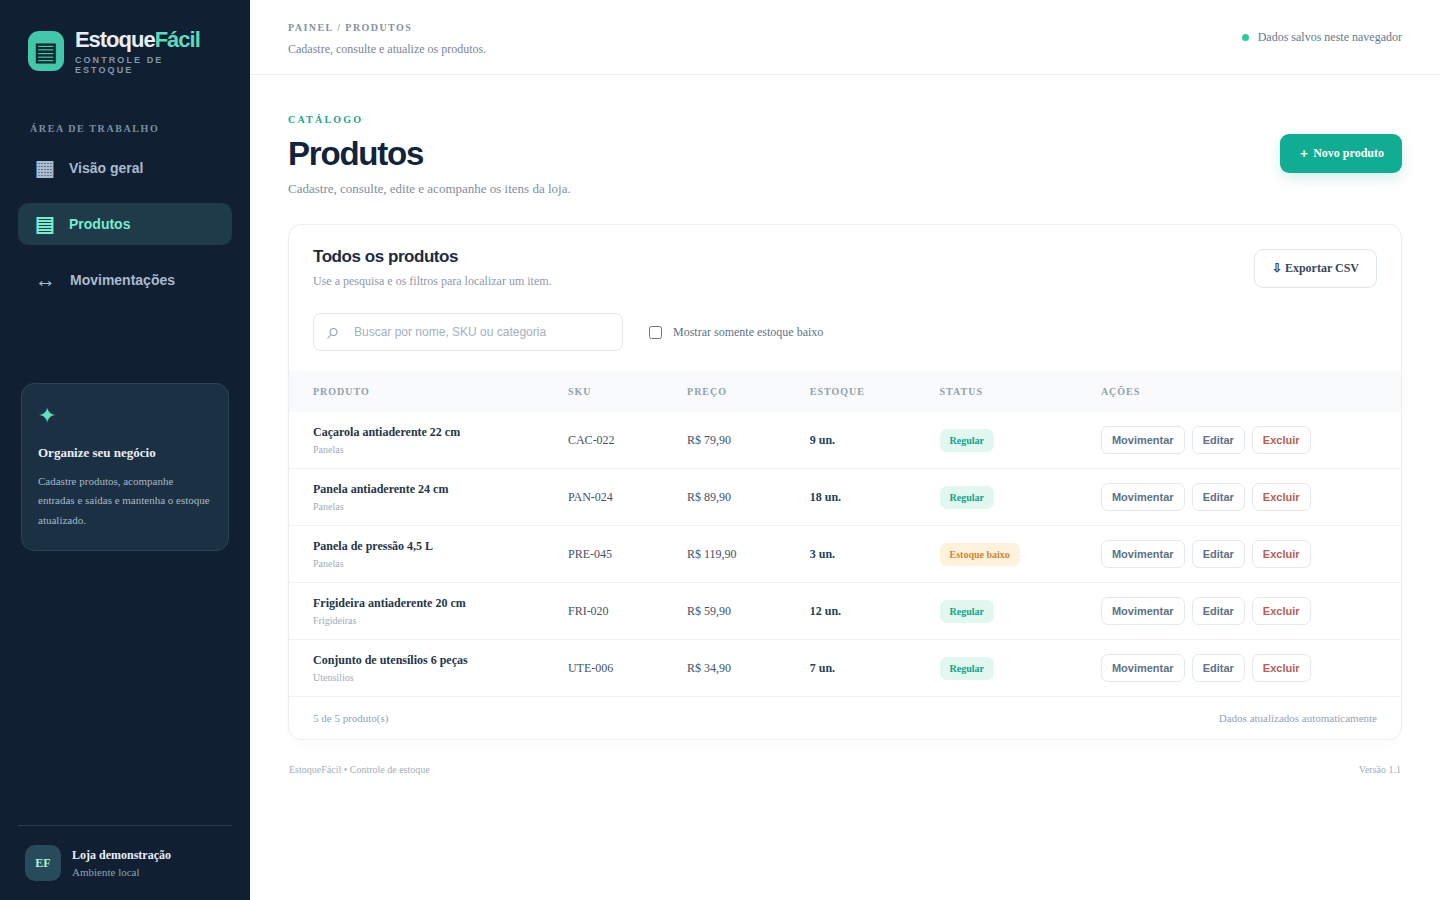 EstoqueFácil
CONTROLE DE
ESTOQUE
ÁREA DE TRABALHO
Visão geral
Produtos
Movimentações
Organize seu negócio
Cadastre produtos, acompanhe
entradas e saídas e mantenha o estoque
atualizado.
EF
Loja demonstração
Ambiente local
PAINEL / PRODUTOS
Cadastre, consulte e atualize os produtos.
Dados salvos neste navegador
CATÁLOGO
Produtos
Cadastre, consulte, edite e acompanhe os itens da loja.
+ Novo produto
Todos os produtos
Use a pesquisa e os filtros para localizar um item.
Exportar CSV
Buscar por nome, SKU ou categoria
Mostrar somente estoque baixo
PRODUTO SKU PREÇO ESTOQUE STATUS AÇÕES
Caçarola antiaderente 22 cm
Panelas
CAC-022 R$ 79,90 9 un. Regular Movimentar Editar Excluir
Panela antiaderente 24 cm
Panelas
PAN-024 R$ 89,90 18 un. Regular Movimentar Editar Excluir
Panela de pressão 4,5 L
Panelas
PRE-045 R$ 119,90 3 un. Estoque baixo Movimentar Editar Excluir
Frigideira antiaderente 20 cm
Frigideiras
FRI-020 R$ 59,90 12 un. Regular Movimentar Editar Excluir
Conjunto de utensílios 6 peças
Utensílios
UTE-006 R$ 34,90 7 un. Regular Movimentar Editar Excluir
5 de 5 produto(s)
Dados atualizados automaticamente
EstoqueFácil • Controle de estoque
Versão 1.1